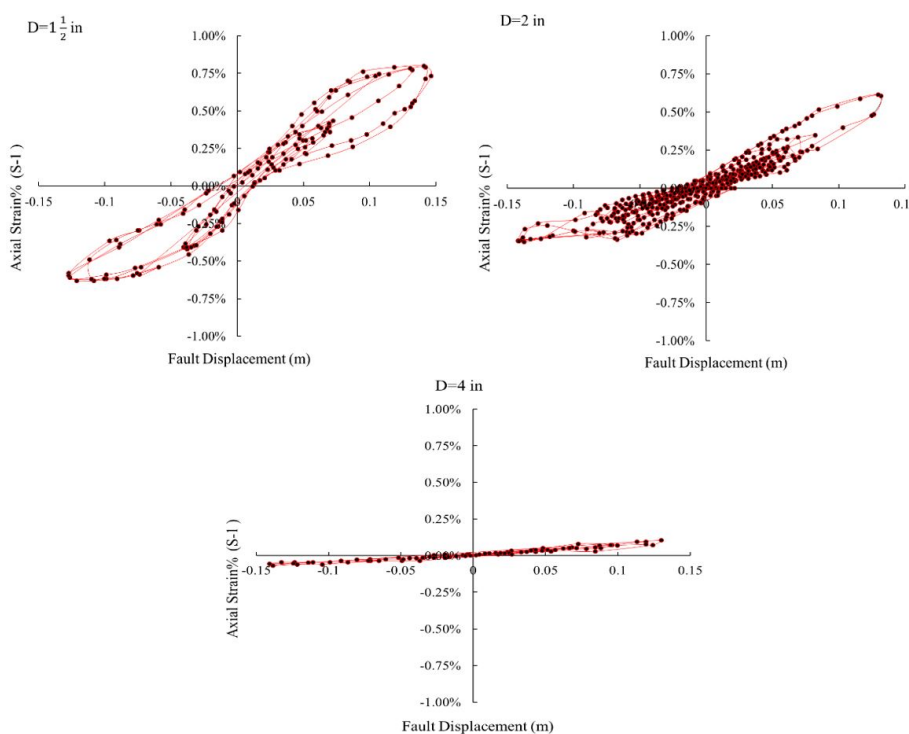 D=1 1/2 in
1.00%
0.75%
0.50%
0.25%
0.00%
-0.15 -0.1 -0.05 0 0.05 0.1 0.15
-0.25%
-0.50%
-0.75%
-1.00%
Axial Strain% (S-1)
Fault Displacement (m)
D=2 in
1.00%
0.75%
0.50%
0.25%
0.00%
-0.15 -0.1 -0.05 0 0.05 0.1 0.1
-0.25%
-0.50%
-0.75%
-1.00%
Axial Strain% (S-1)
Fault Displacement (m)
D=4 in
1.00%
0.75%
0.50%
0.25%
0.00%
-0.15 -0.1 -0.05 0 0.05 0.1 0.15
-0.25%
-0.50%
-0.75%
-1.00%
Axial Strain% (S-1 )
Fault Displacement (m)